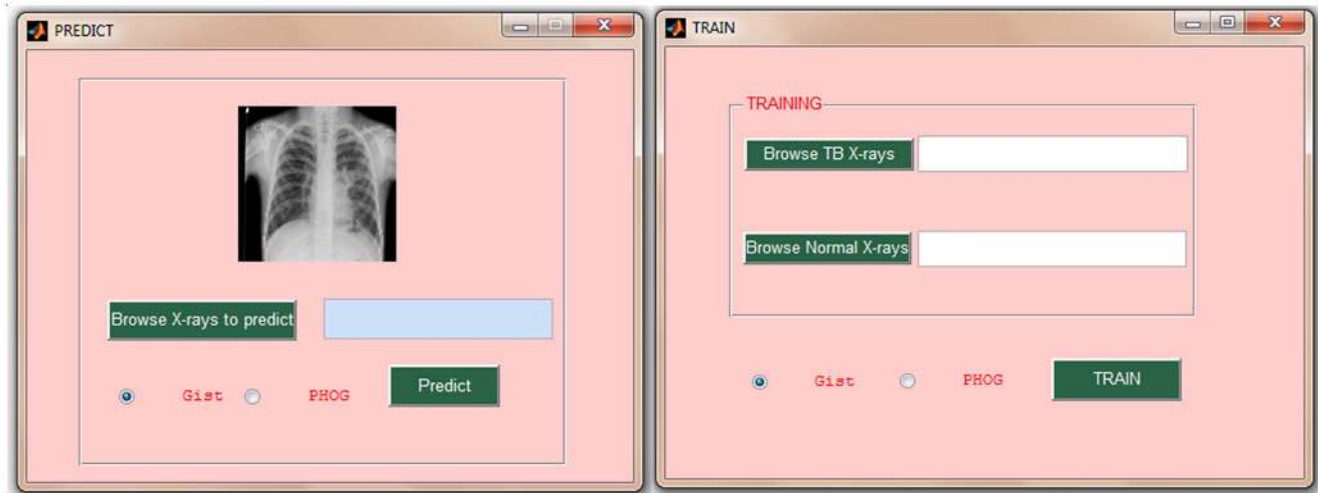 PREDICT
Browse X-rays to predict
Gist PHOG
Predict
TRAIN
TRAINING
Browse TB X-rays
Browse Normal X-rays
Gist PHOG
TRAIN